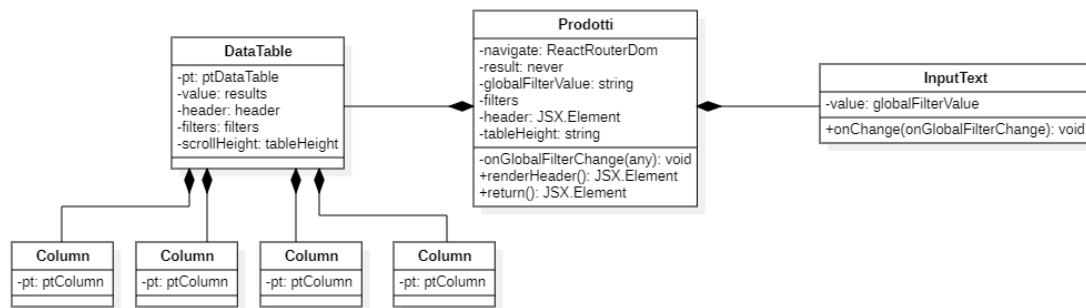 Prodotti
-navigate: ReactRouterDom
-result: never
-globalFilterValue: string
-filters
-header: JSX.Element
-tableHeight: string
-onGlobalFilterChange(any): void
+renderHeader(): JSX.Element
+return(): JSX.Element
DataTable
-pt: ptDataTable
-value: results
-header: header
-filters: filters
-scrollHeight: tableHeight
InputText
-value: globalFilterValue
+onChange(onGlobalFilterChange): void
Column
-pt: ptColumn
Column
-pt: ptColumn
Column
-pt: ptColumn
Column
-pt: ptColumn